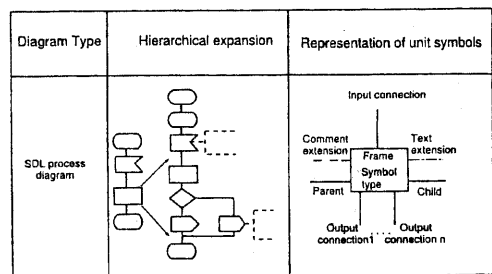 Diagram Type
Hierarchical expansion
Representation of unit symbols
SDL process
diagram
Input connection
Comment
extension
Text
extension
Frame
Symbol
type
Parent
Child
Output
connection1
Output
connection n